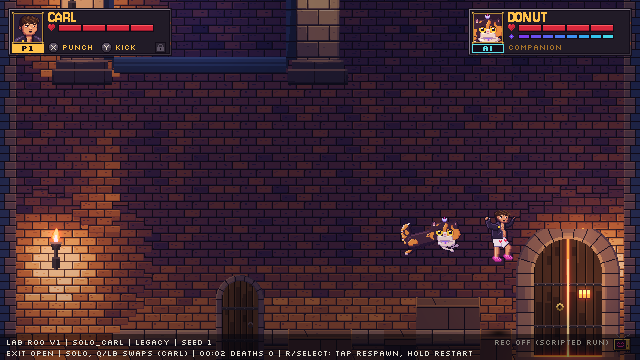 CARL
P1
X PUNCH Y KICK
DONUT
AI
COMPANION
LAB ROO V1 | SOLO_CARL | LEGACY | SEED 1
REC OFF (SCRIPTED RUN)
EXIT OPEN | SOLO, Q/LB SWAPS (CARL) | 00:02 DEATHS 0 | R/SELECT: TAP RESPAWN, HOLD RESTART